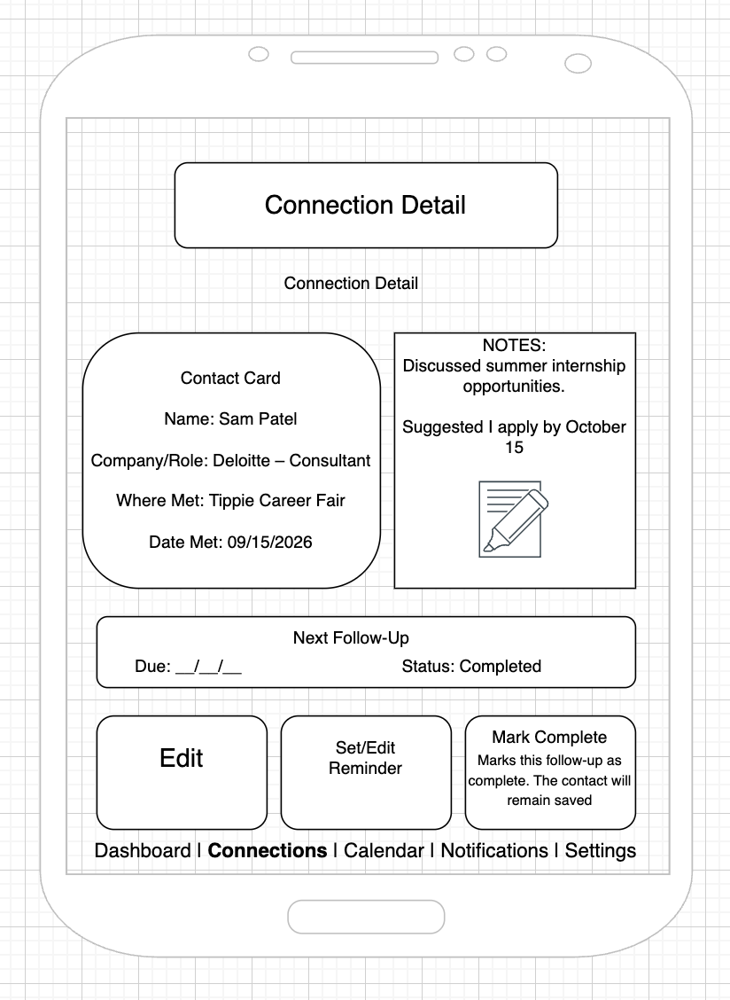 Connection Detail
Connection Detail
Contact Card
Name: Sam Patel
Company/Role: Deloitte – Consultant
Where Met: Tippie Career Fair
Date Met: 09/15/2026
NOTES:
Discussed summer internship
opportunities.
Suggested I apply by October
15
Next Follow-Up
Due: __/__/__
Status: Completed
Edit
Set/Edit
Reminder
Mark Complete
Marks this follow-up as
complete. The contact will
remain saved
Dashboard | Connections | Calendar | Notifications | Settings